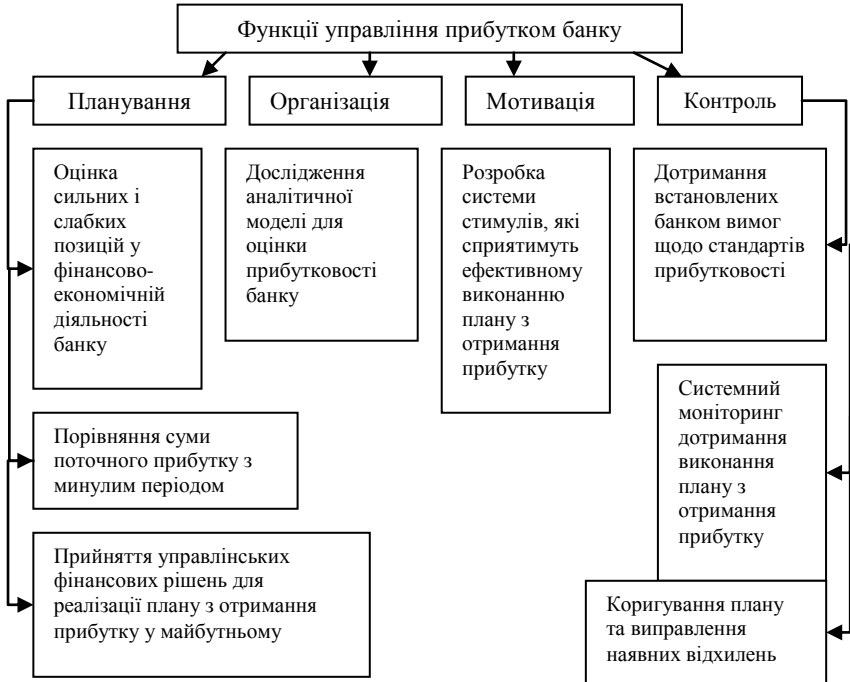 Функції управління прибутком банку
Планування
Організація
Мотивація
Контроль
Оцінка
сильних і
слабких
позицій у
фінансово-
економічній
діяльності
банку
Дослідження
аналітичної
моделі для
оцінки
прибутковості
банку
Розробка
системи
стимулів, які
сприятимуть
ефективному
виконанню
плану з
отримання
прибутку
Дотримання
встановлених
банком вимог
щодо стандартів
прибутковості
Порівняння суми
поточного прибутку з
минулим періодом
Системний
моніторинг
дотримання
виконання
плану з
отримання
прибутку
Прийняття управлінських
фінансових рішень для
реалізації плану з отримання
прибутку у майбутньому
Коригування плану
та виправлення
наявних відхилень